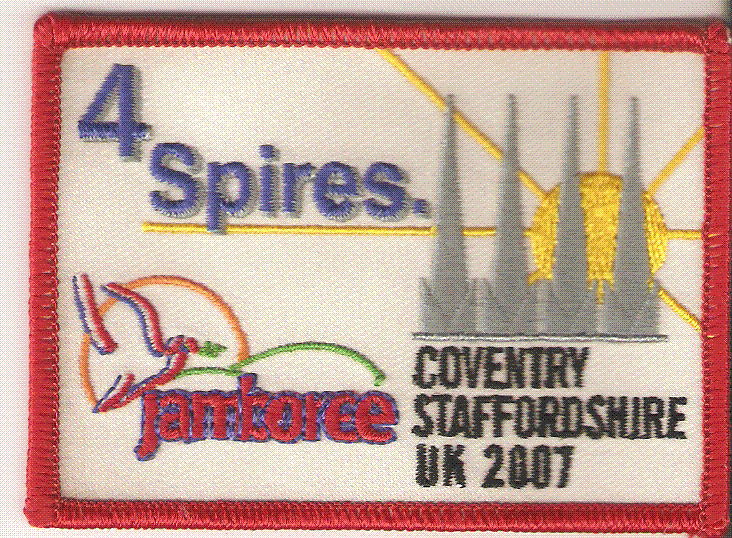 4
Spires.
jamboree
COVENTRY
STAFFORDSHIRE
UK 2007